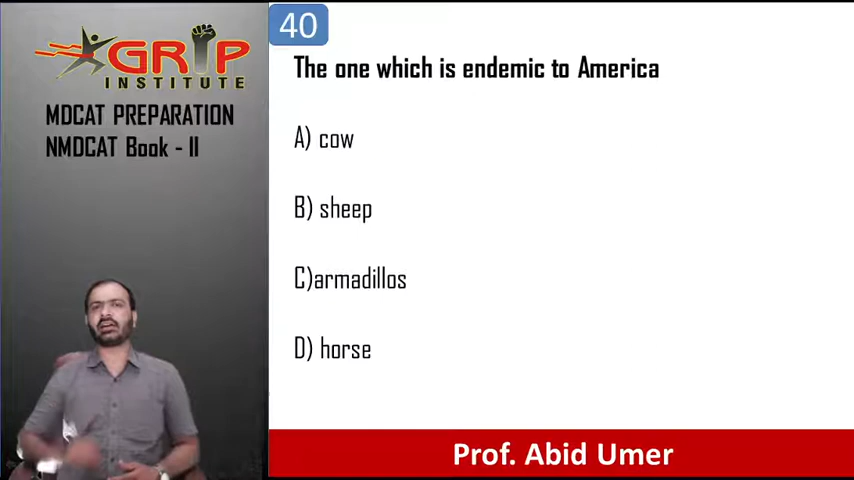 GRIP
INSTITUTE
MDCAT PREPARATION
NMDCAT Book - II
40
The one which is endemic to America
A) cow
B) sheep
C)armadillos
D) horse
Prof. Abid Umer